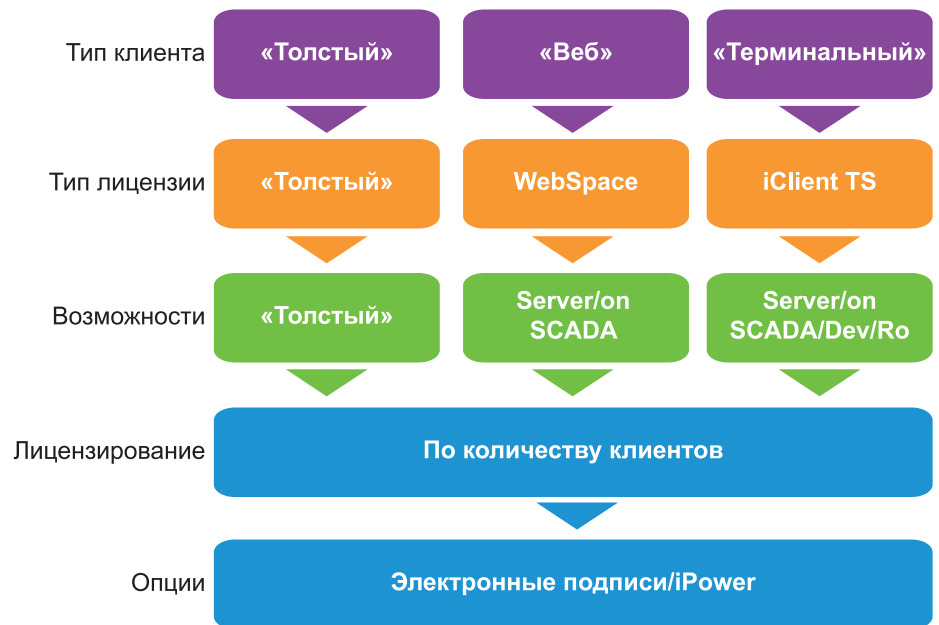 Тип клиента
«Толстый»
«Веб»
«Терминальный»
Тип лицензии
«Толстый»
WebSpace
iClient TS
Возможности
«Толстый»
Server/on
SCADA
Server/on
SCADA/Dev/Ro
Лицензирование
По количеству клиентов
Опции
Электронные подписи/iPower